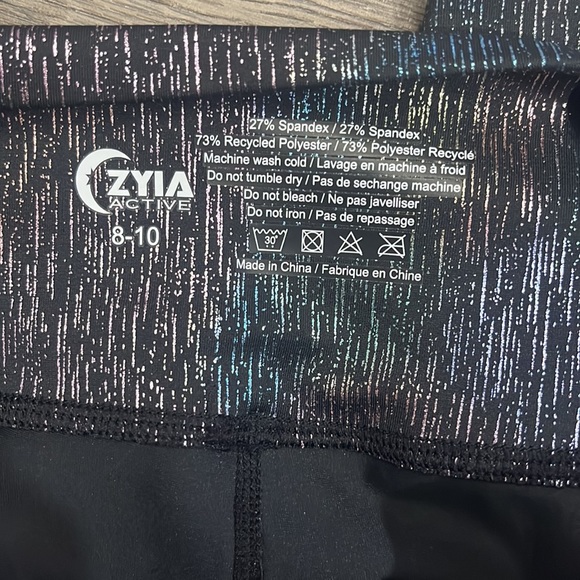 ZYIA
ACTIVE
8-10
27% Spandex / 27% Spandex
73% Recycled Polyester / 73% Polyester Recyclé
Machine wash cold / Lavage en machine à froid
Do not tumble dry / Pas de sechange machine
Do not bleach / Ne pas javelliser
Do not iron / Pas de repassage
30°
Made in China / Fabrique en Chine